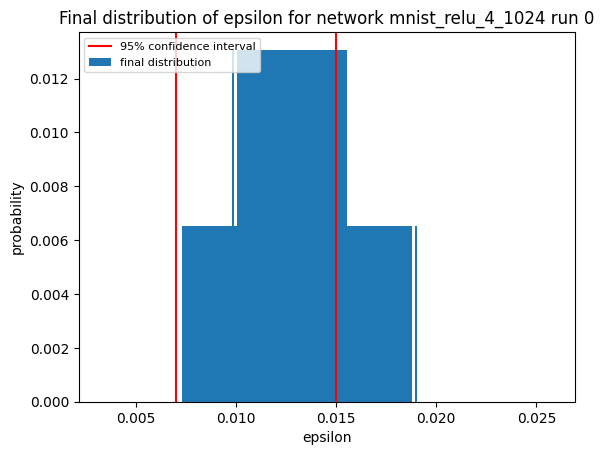 Final distribution of epsilon for network mnist_relu_4_1024 run 0
95% confidence interval
final distribution
probability
0.012
0.010
0.008
0.006
0.004
0.002
0.000
0.005
0.010
0.015
0.020
0.025
epsilon